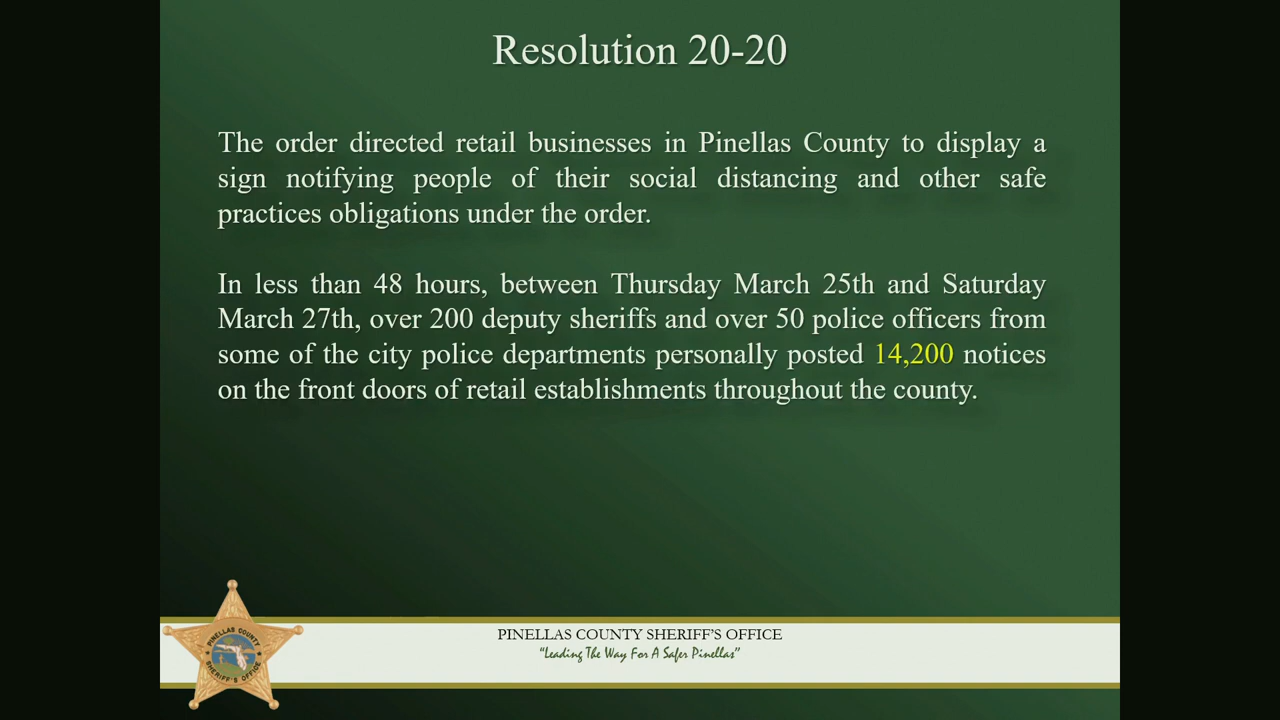 Resolution 20-20
The order directed retail businesses in Pinellas County to display a
sign notifying people of their social distancing and other safe
practices obligations under the order.
In less than 48 hours, between Thursday March 25th and Saturday
March 27th, over 200 deputy sheriffs and over 50 police officers from
some of the city police departments personally posted 14,200 notices
on the front doors of retail establishments throughout the county.
PINELLAS COUNTY SHERIFF'S OFFICE
"Leading The Way For A Safer Pinellas"
PINELLAS COUNTY
SHERIFF'S OFFICE